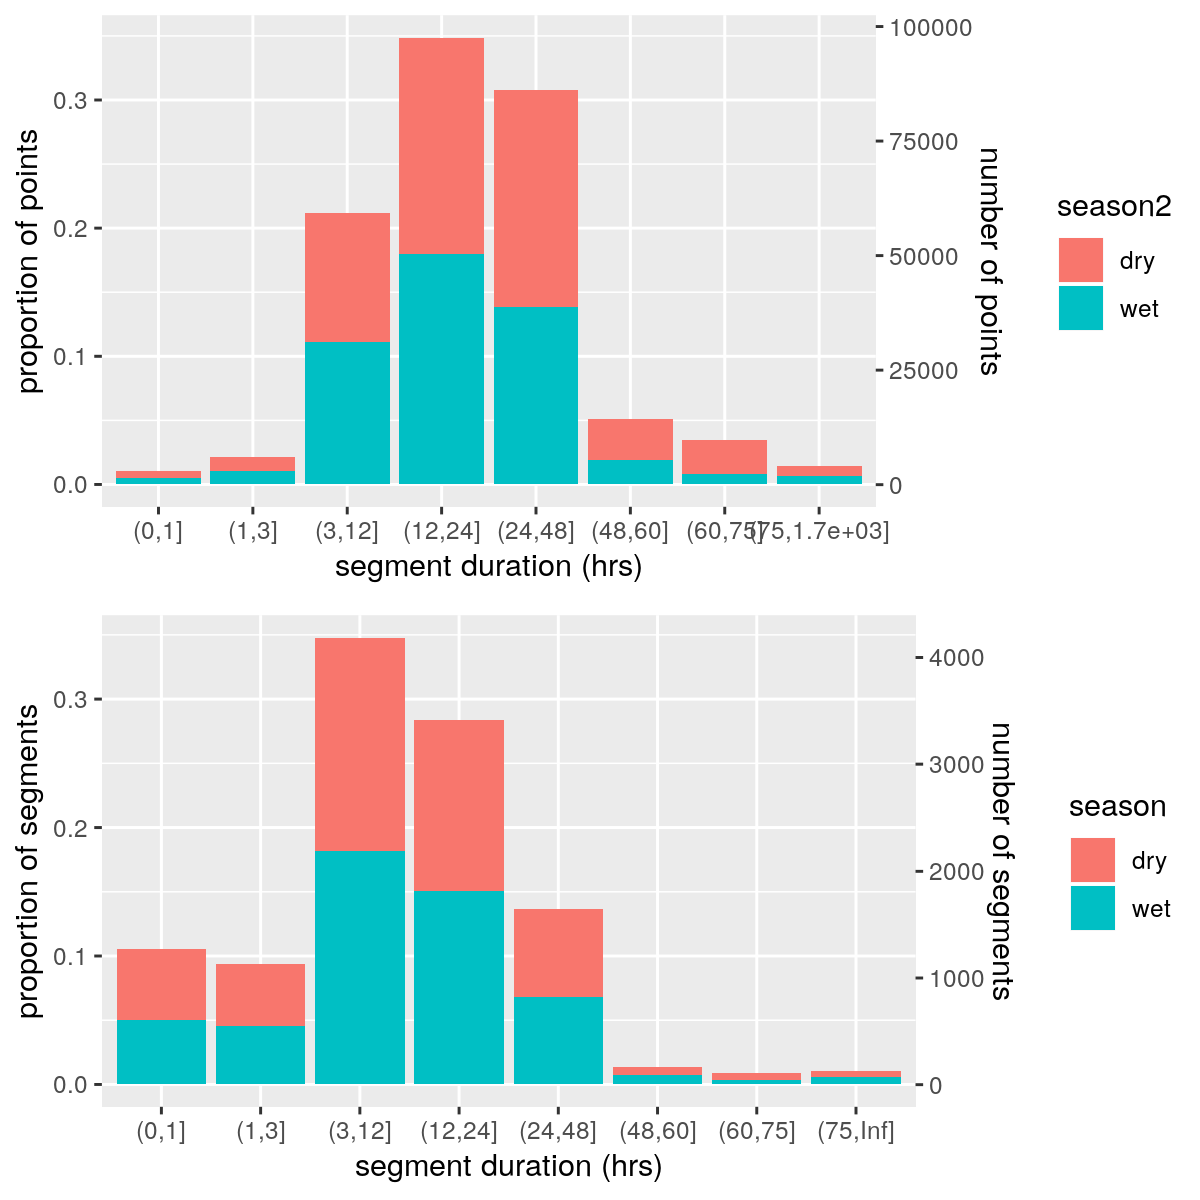 proportion of points
0.3
0.2
0.1
0.0
100000
75000
50000
25000
0
number of points
(0,1]
(1,3]
(3,12]
(12,24]
(24,48]
(48,60]
(60,75]
(75,1.7e+03]
segment duration (hrs)
season2
dry
wet
proportion of segments
0.3
0.2
0.1
0.0
4000
3000
2000
1000
0
number of segments
(0,1]
(1,3]
(3,12]
(12,24]
(24,48]
(48,60]
(60,75]
(75,Inf]
segment duration (hrs)
season
dry
wet